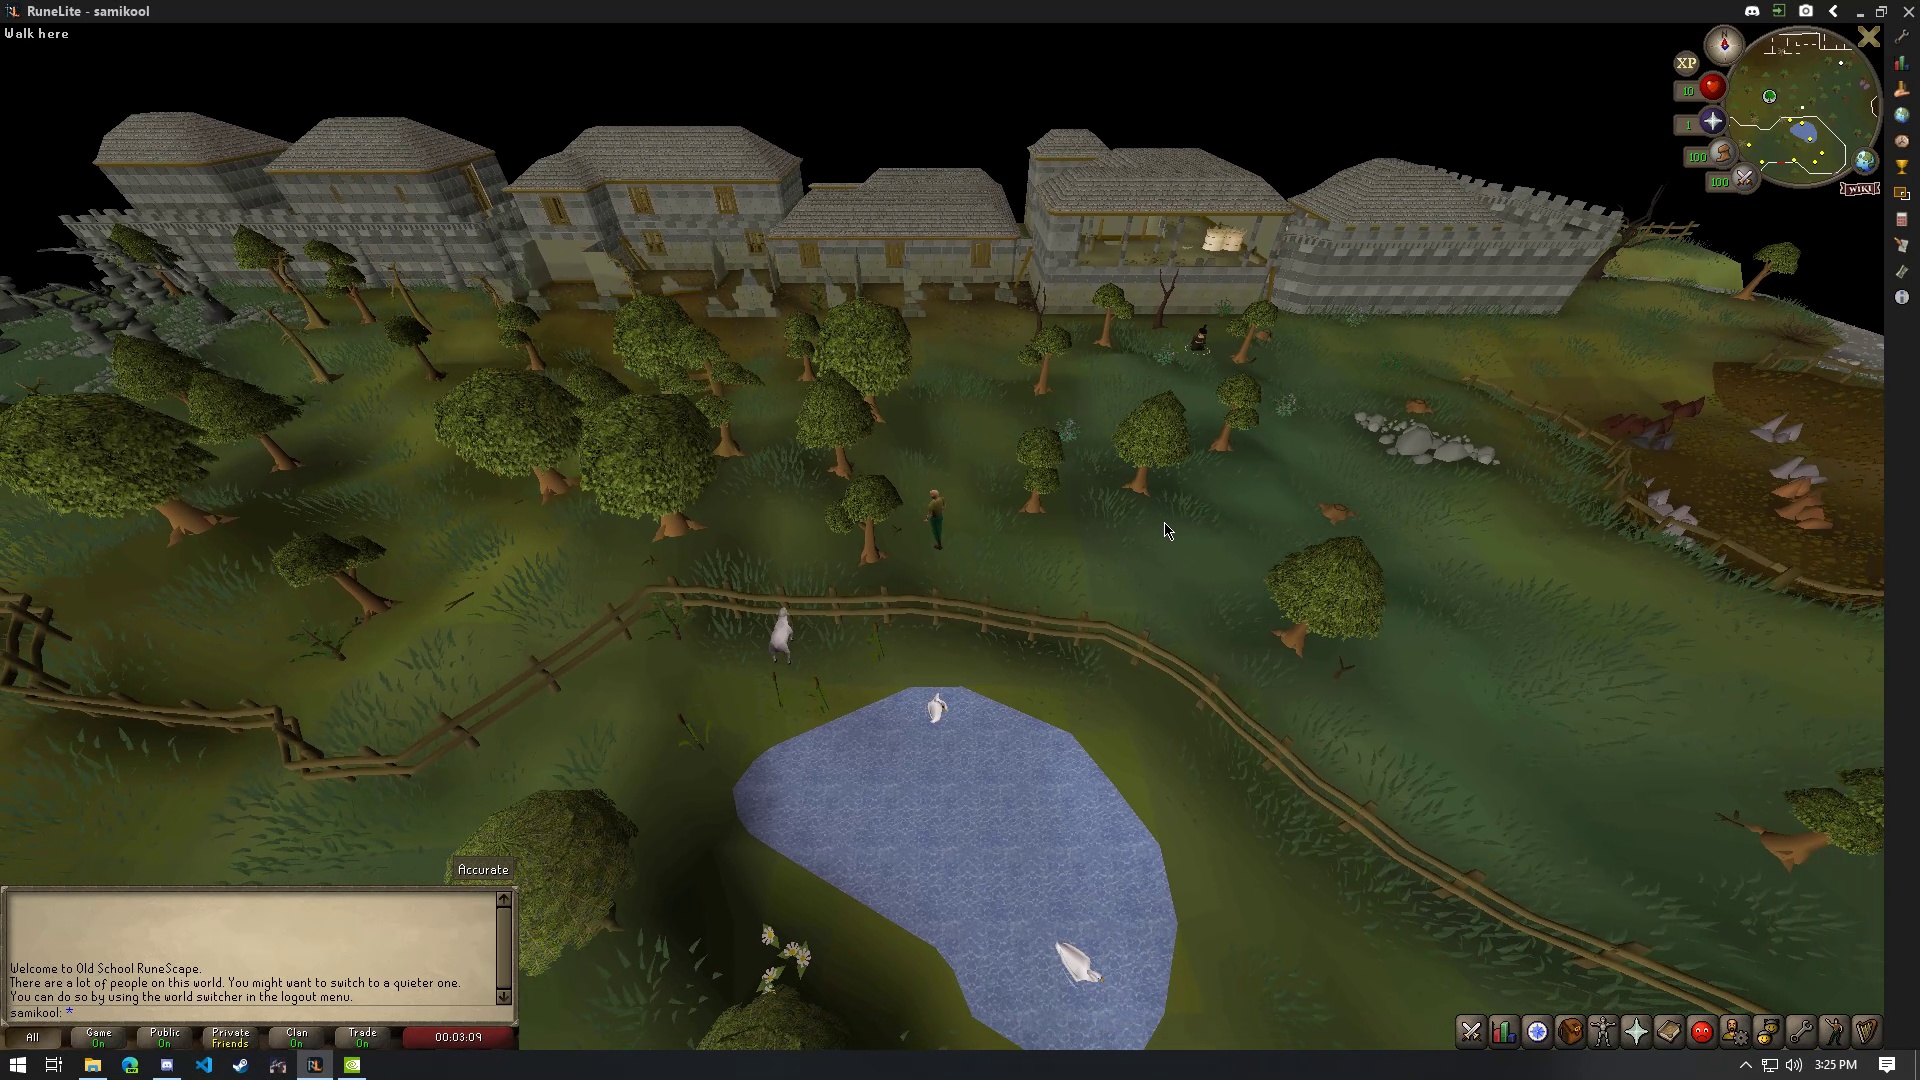 RuneLite - samikool
Walk here
N
XP
10
1
100
100
WIKI
Accurate
Welcome to Old School RuneScape.
There are a lot of people on this world. You might want to switch to a quieter one.
You can do so by using the world switcher in the logout menu.
samikool: *
All
Game
On
Public
On
Private
Friends
Clan
On
Trade
On
00:03:09
3:25 PM